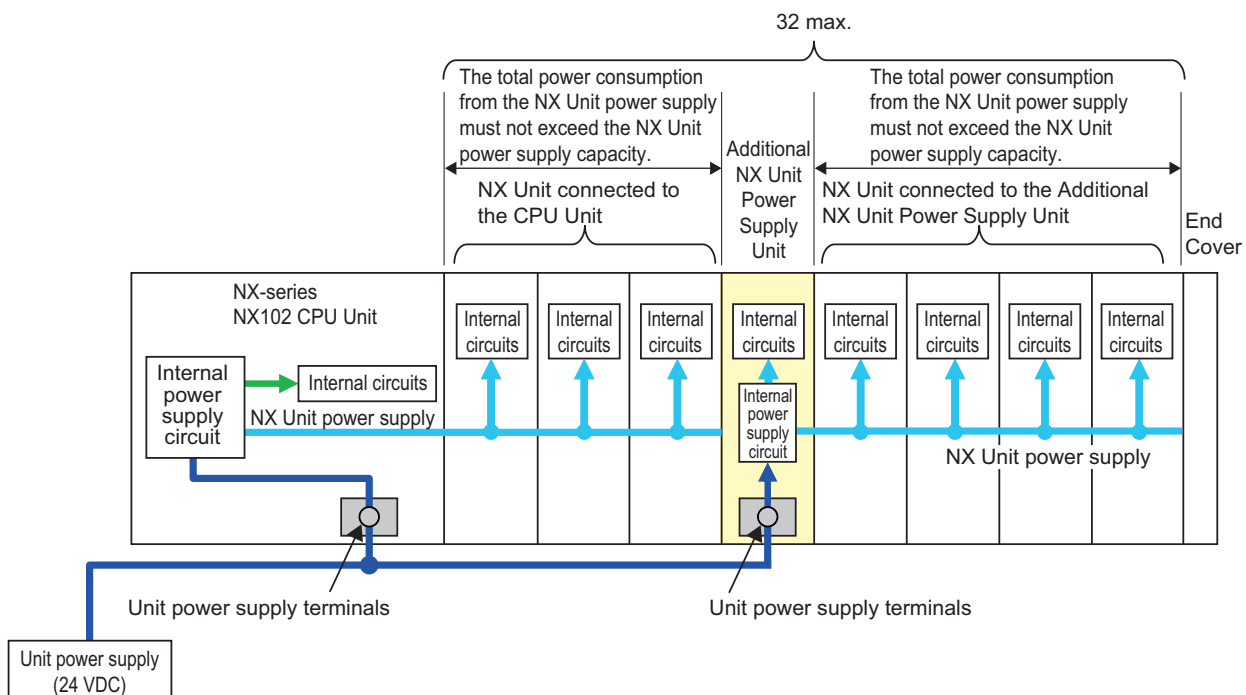 32 max.
The total power consumption
from the NX Unit power supply
must not exceed the NX Unit
power supply capacity.
The total power consumption
from the NX Unit power supply
must not exceed the NX Unit
power supply capacity.
Additional
NX Unit
Power
Supply
Unit
NX Unit connected to
the CPU Unit
NX Unit connected to the Additional
NX Unit Power Supply Unit
End
Cover
NX-series
NX102 CPU Unit
Internal
circuits
Internal
circuits
Internal
circuits
Internal
circuits
Internal
circuits
Internal
circuits
Internal
circuits
Internal
circuits
Internal
power
supply
circuit
Internal circuits
NX Unit power supply
Internal
power
supply
circuit
NX Unit power supply
Unit power supply terminals
Unit power supply terminals
Unit power supply
(24 VDC)